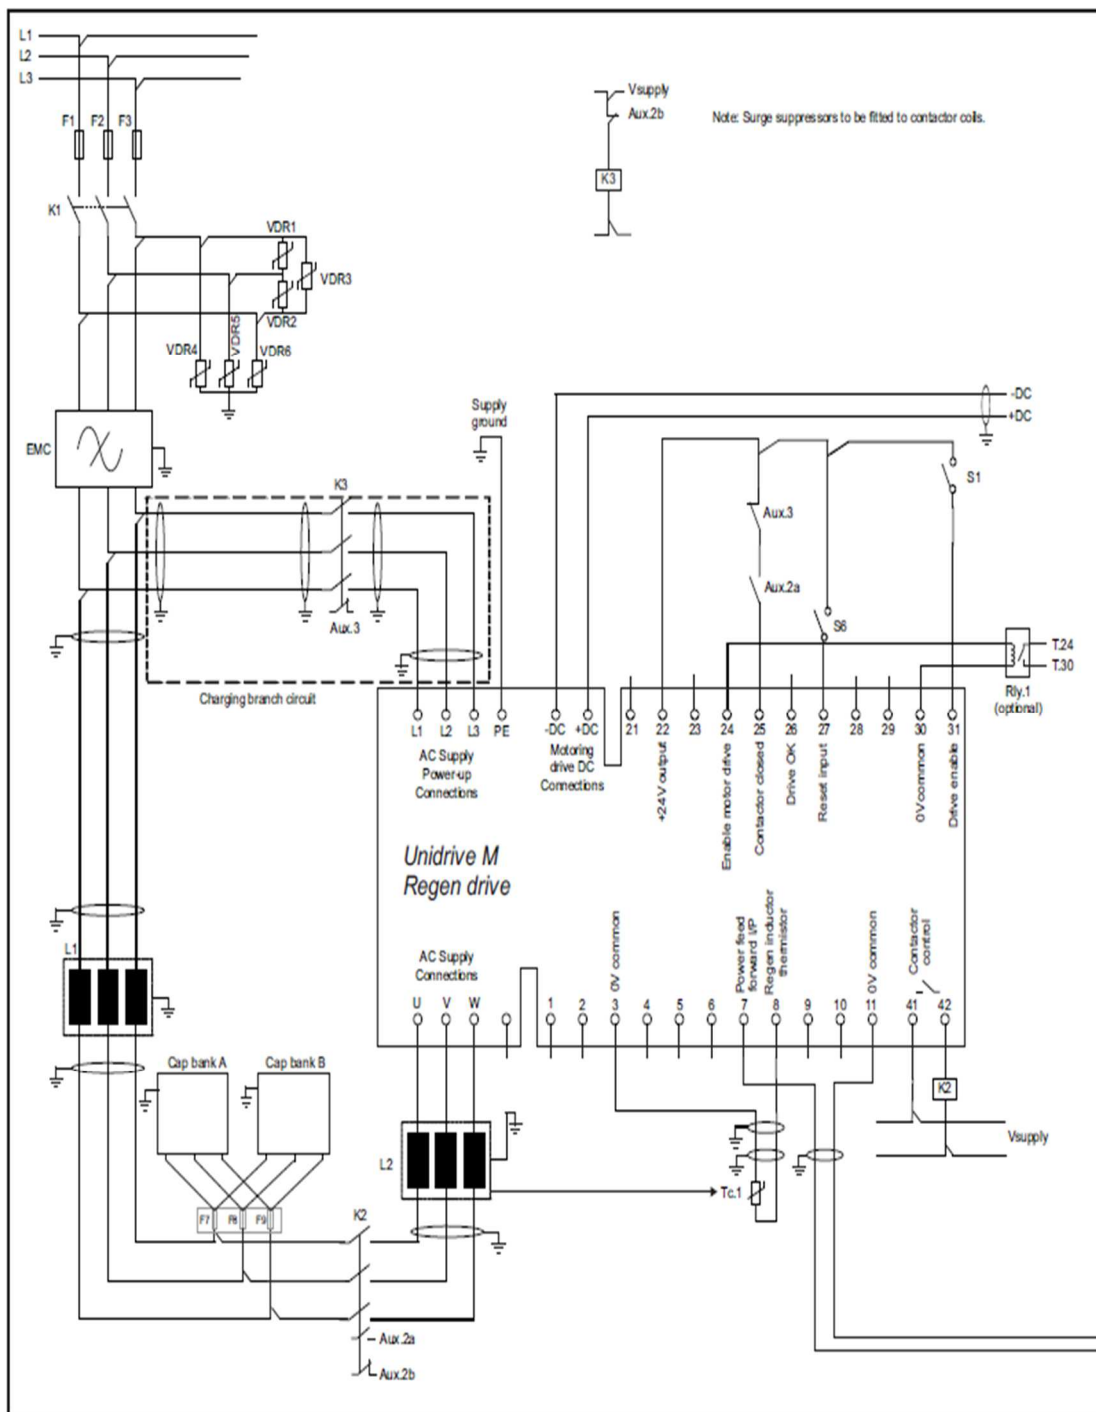 L1
L2
L3
F1 F2 F3
K1
Vsupply
Aux.2b
K3
Note: Surge suppressors to be fitted to contactor coils.
VDR1
VDR3
VDR2
VDR4
VDR5
VDR6
EMC
Supply
ground
-DC
+DC
K3
Aux.3
Charging branch circuit
Aux.3
Aux.2a
S6
S1
T.24
T.30
Rly.1
(optional)
L1 L2 L3 PE
-DC +DC
21 22 23 24 25 26 27 28 29 30 31
AC Supply
Power-up
Connections
Motoring
drive DC
Connections
+24V output
Enable motor drive
Contactor closed
Drive OK
Reset input
0V common
Drive enable
Unidrive M
Regen drive
AC Supply
Connections
U V W
0V common
Power feed
forward I/P
Regen inductor
thermistor
0V common
Contactor
control
1 2 3 4 5 6 7 8 9 10 11 41 42
L1
Cap bank A
Cap bank B
F7 F8 F9
K2
L2
Tc.1
K2
Vsupply
Aux.2a
Aux.2b